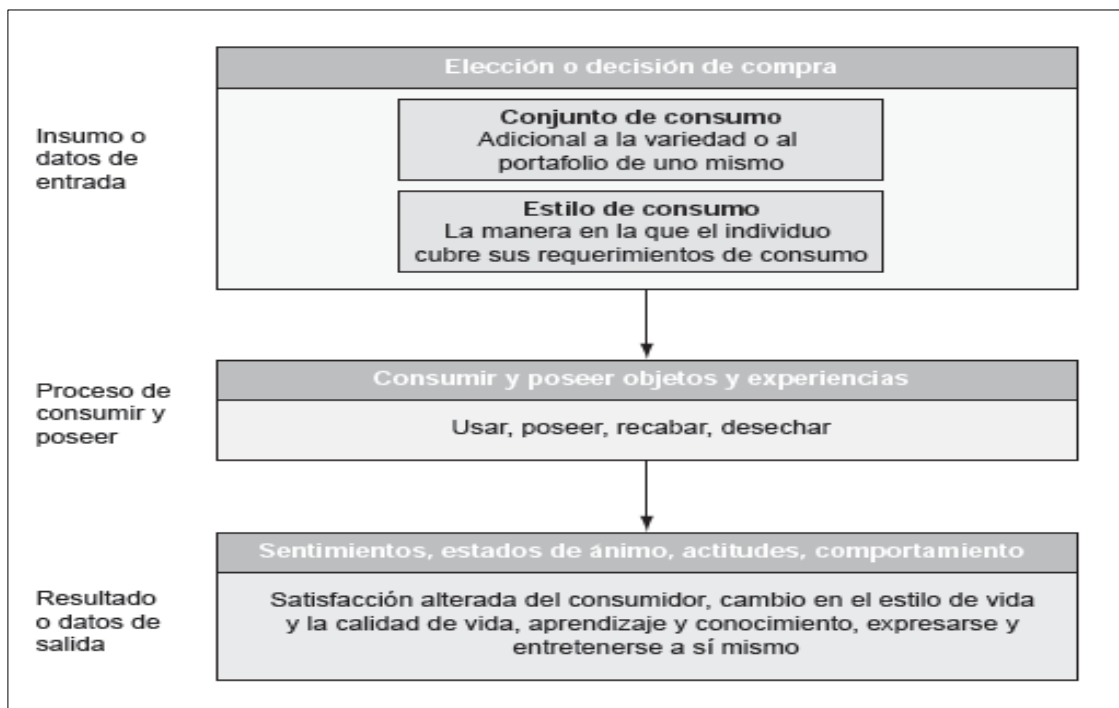 Elección o decisión de compra
Insumo o
datos de
entrada
Conjunto de consumo
Adicional a la variedad o al
portafolio de uno mismo
Estilo de consumo
La manera en la que el individuo
cubre sus requerimientos de consumo
Proceso de
consumir y
poseer
Consumir y poseer objetos y experiencias
Usar, poseer, recabar, desechar
Resultado
o datos de
salida
Sentimientos, estados de ánimo, actitudes, comportamiento
Satisfacción alterada del consumidor, cambio en el estilo de vida
y la calidad de vida, aprendizaje y conocimiento, expresarse y
entretenerse a sí mismo